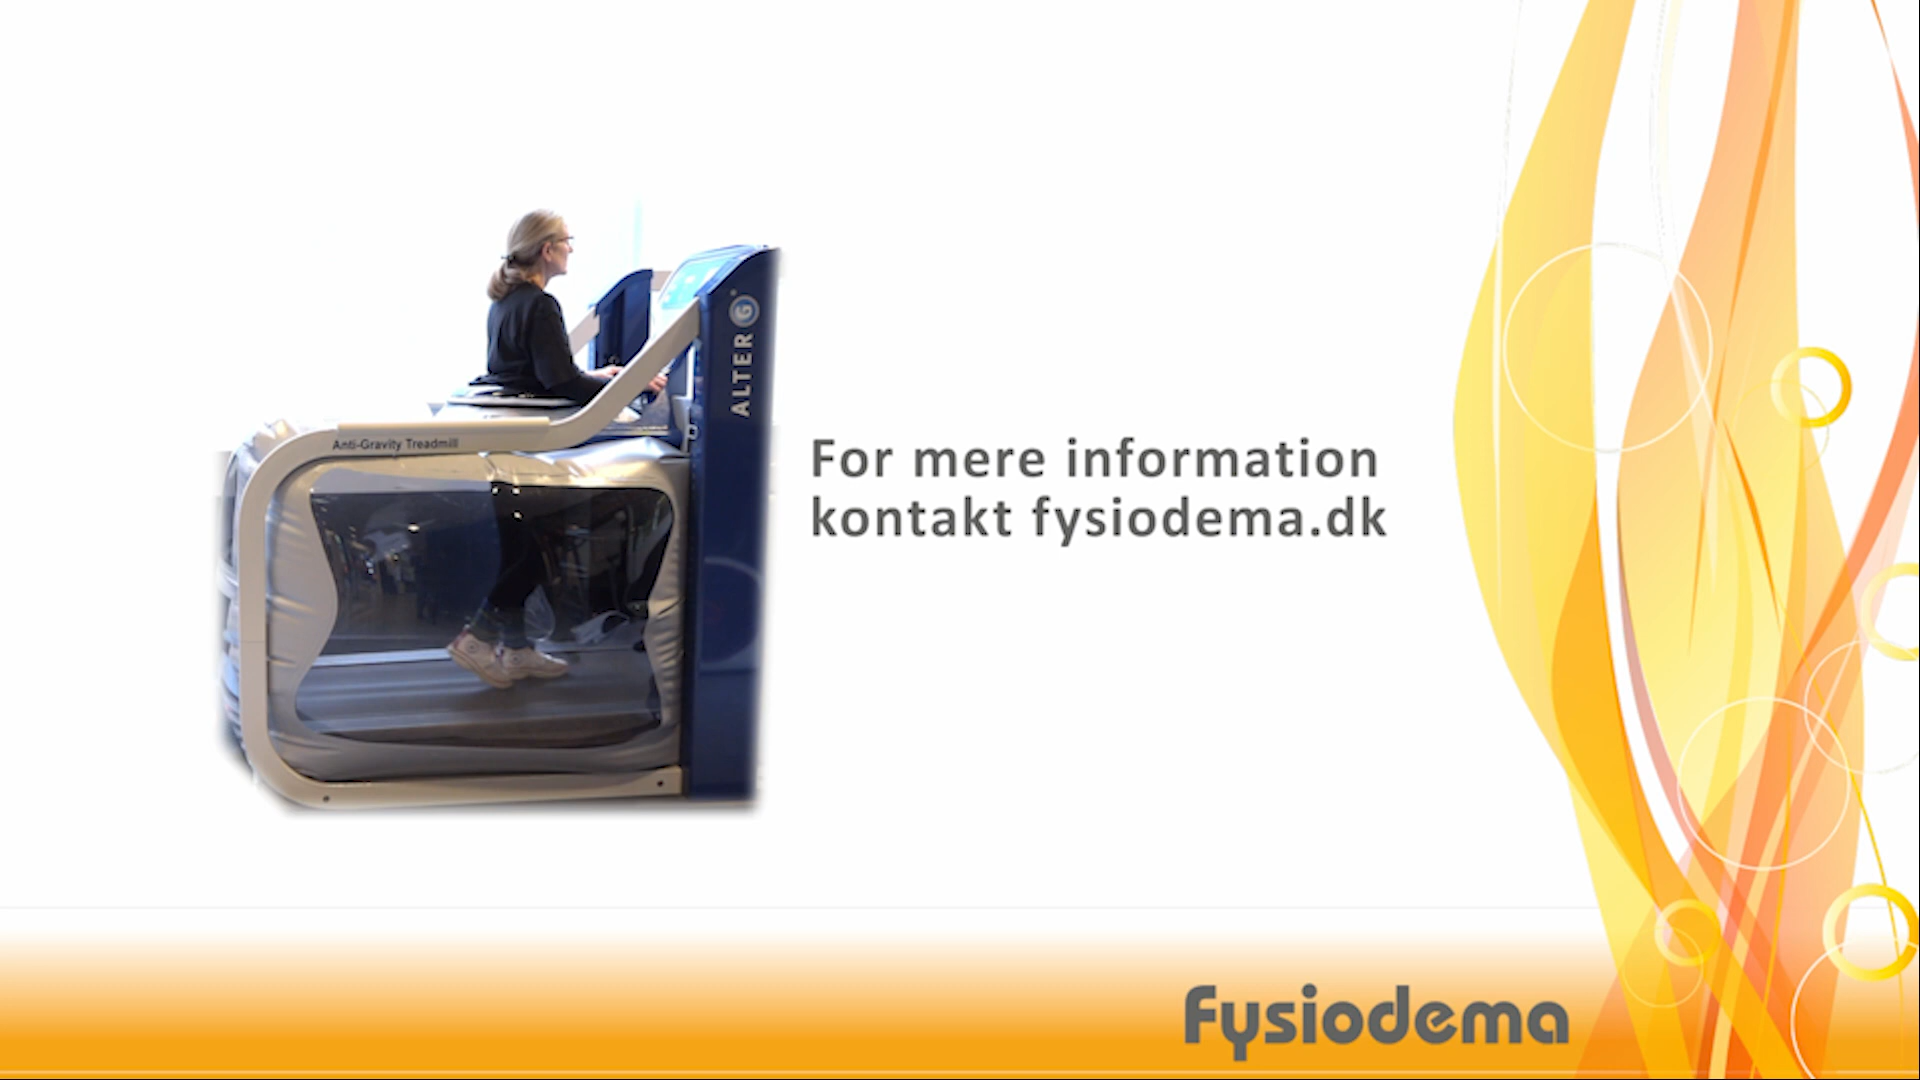 ALTER G
Anti-Gravity Treadmill
For mere information
kontakt fysiodema.dk
Fysiodema